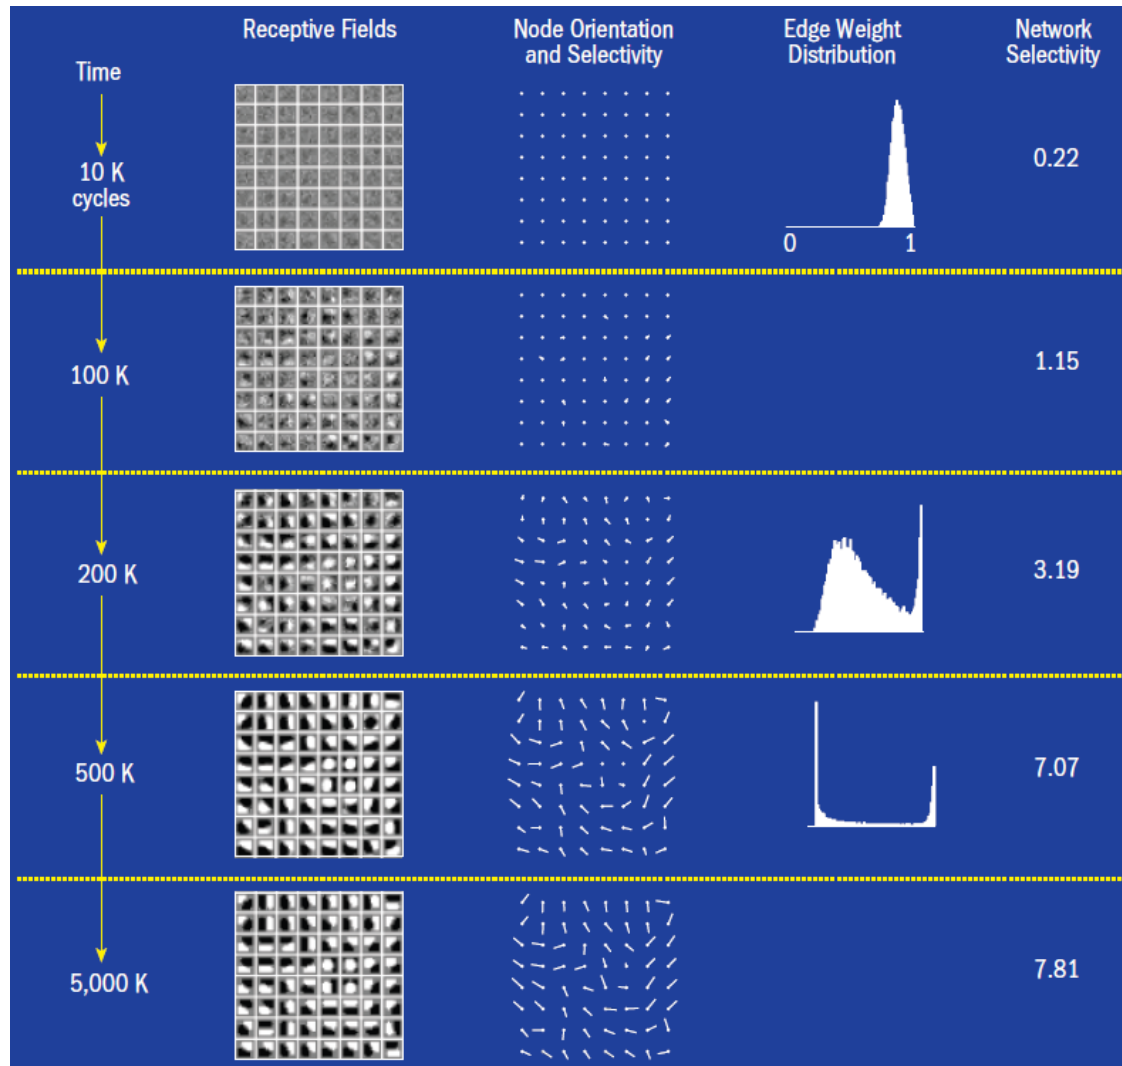 Receptive Fields
Node Orientation
and Selectivity
Edge Weight
Distribution
Network
Selectivity
Time
10 K
cycles
0 1
0.22
100 K
1.15
200 K
3.19
500 K
7.07
5,000 K
7.81